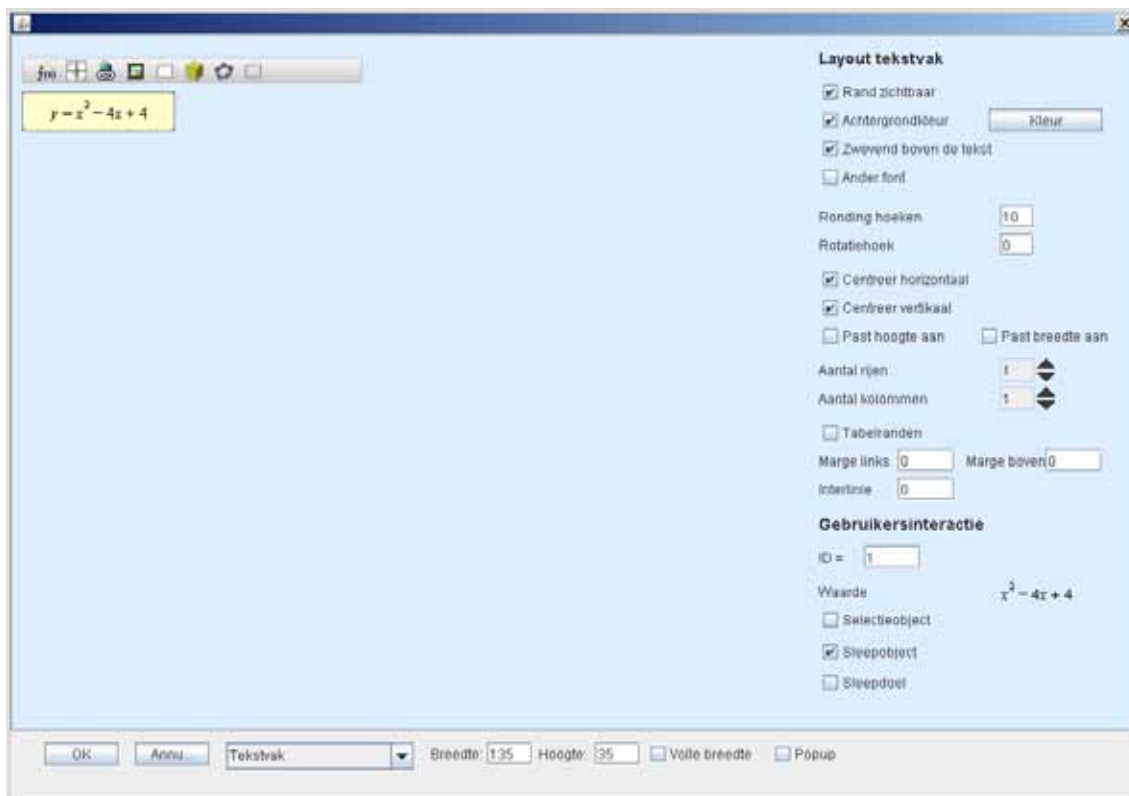 f(x)
y = x² − 4x + 4
Layout tekstvak
Rand zichtbaar
Achtergrondkleur Kleur
Zwevend boven de tekst
Ander font
Ronding hoeken 10
Rotatiehoek 0
Centreer horizontaal
Centreer vertikaal
Past hoogte aan Past breedte aan
Aantal rijen 1
Aantal kolommen 1
Tabelranden
Marge links 0 Marge boven 0
Interlinie 0
Gebruikersinteractie
ID = 1
Waarde x² − 4x + 4
Selectieobject
Sleepobject
Sleepdoel
OK Annu... Tekstvak Breedte: 135 Hoogte: 35 Volle breedte Popup